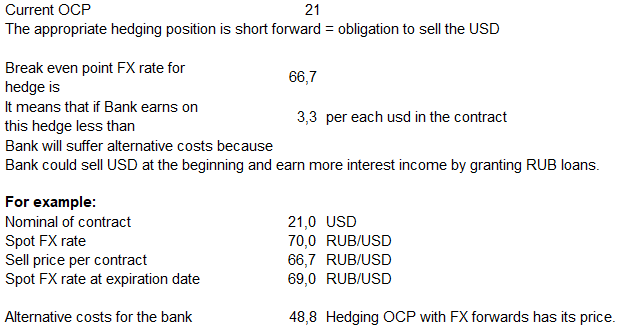 Current OCP 21
The appropriate hedging position is short forward = obligation to sell the USD
Break even point FX rate for
hedge is 66,7
It means that if Bank earns on
this hedge less than 3,3 per each usd in the contract
Bank will suffer alternative costs because
Bank could sell USD at the beginning and earn more interest income by granting RUB loans.
For example:
Nominal of contract 21,0 USD
Spot FX rate 70,0 RUB/USD
Sell price per contract 66,7 RUB/USD
Spot FX rate at expiration date 69,0 RUB/USD
Alternative costs for the bank 48,8 Hedging OCP with FX forwards has its price.